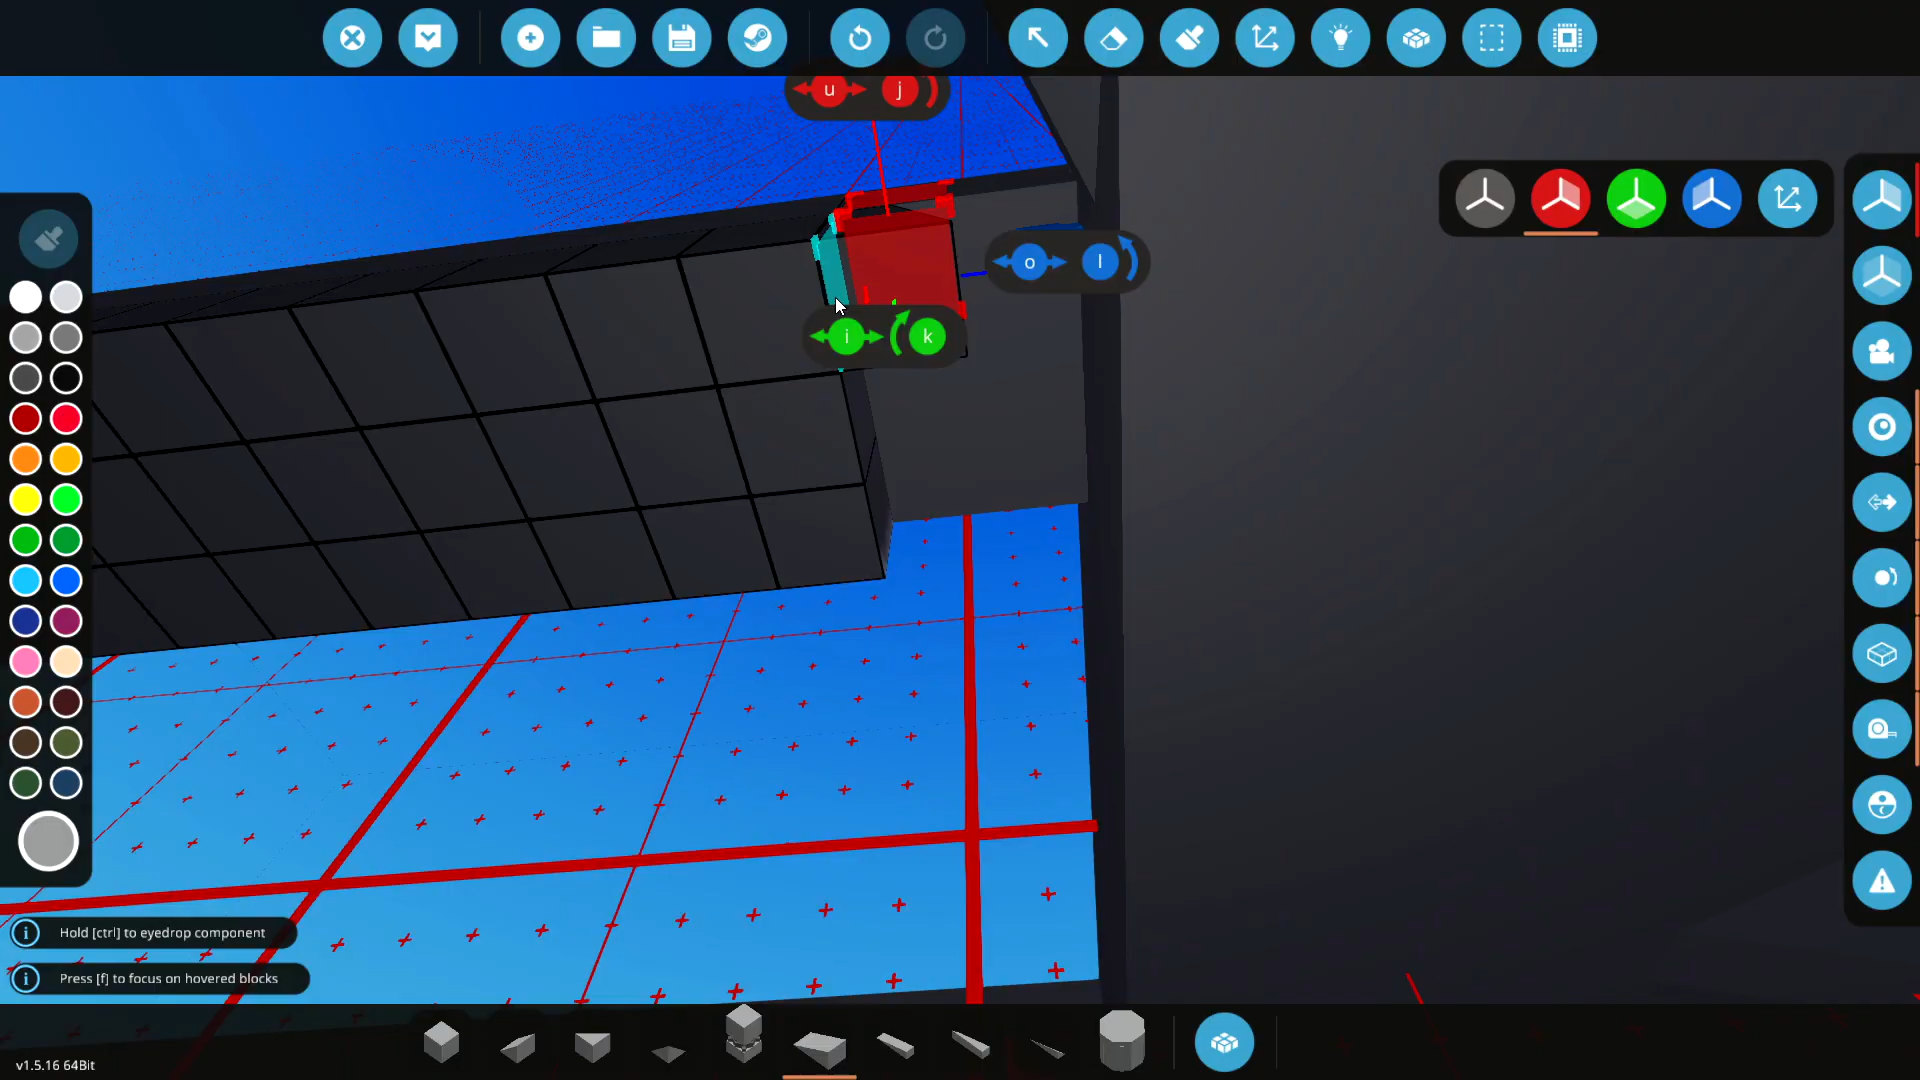 u j
o l
i k
Hold [ctrl] to eyedrop component
Press [f] to focus on hovered blocks
v1.5.16 64Bit